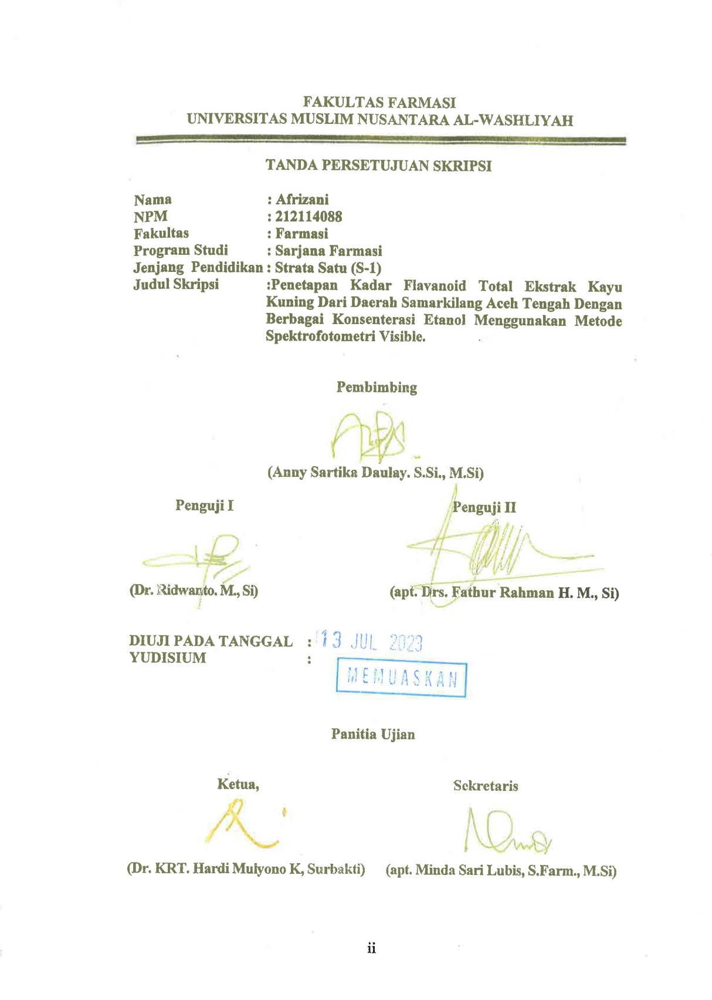 FAKULTAS FARMASI
UNIVERSITAS MUSLIM NUSANTARA AL-WASHLIYAH
TANDA PERSETUJUAN SKRIPSI
Nama : Afrizani
NPM : 212114088
Fakultas : Farmasi
Program Studi : Sarjana Farmasi
Jenjang Pendidikan : Strata Satu (S-1)
Judul Skripsi :Penetapan Kadar Flavanoid Total Ekstrak Kayu
Kuning Dari Daerah Samarkilang Aceh Tengah Dengan
Berbagai Konsenterasi Etanol Menggunakan Metode
Spektrofotometri Visible.
Pembimbing
(Anny Sartika Daulay. S.Si., M.Si)
Penguji I Penguji II
(Dr. Ridwanto. M., Si) (apt. Drs. Fathur Rahman H. M., Si)
DIUJI PADA TANGGAL : 13 JUL 2023
YUDISIUM :
MEMUASKAN
Panitia Ujian
Ketua, Sekretaris
(Dr. KRT. Hardi Mulyono K, Surbakti) (apt. Minda Sari Lubis, S.Farm., M.Si)
ii